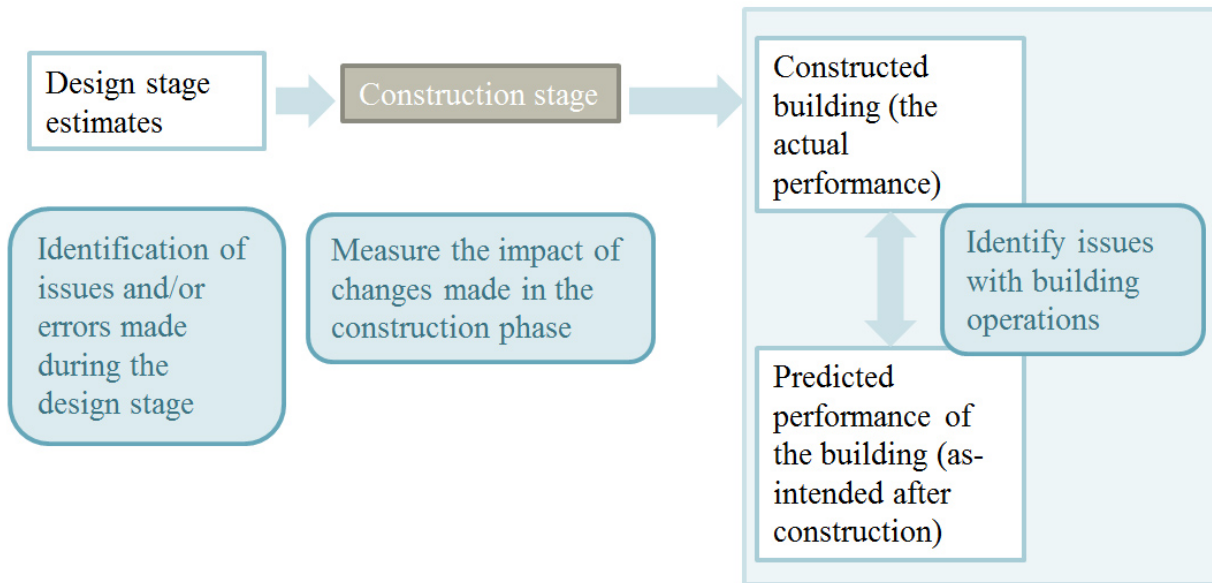 Design stage
estimates
Construction stage
Constructed
building (the
actual
performance)
Identification of
issues and/or
errors made
during the
design stage
Measure the impact of
changes made in the
construction phase
Identify issues
with building
operations
Predicted
performance of
the building (as-
intended after
construction)